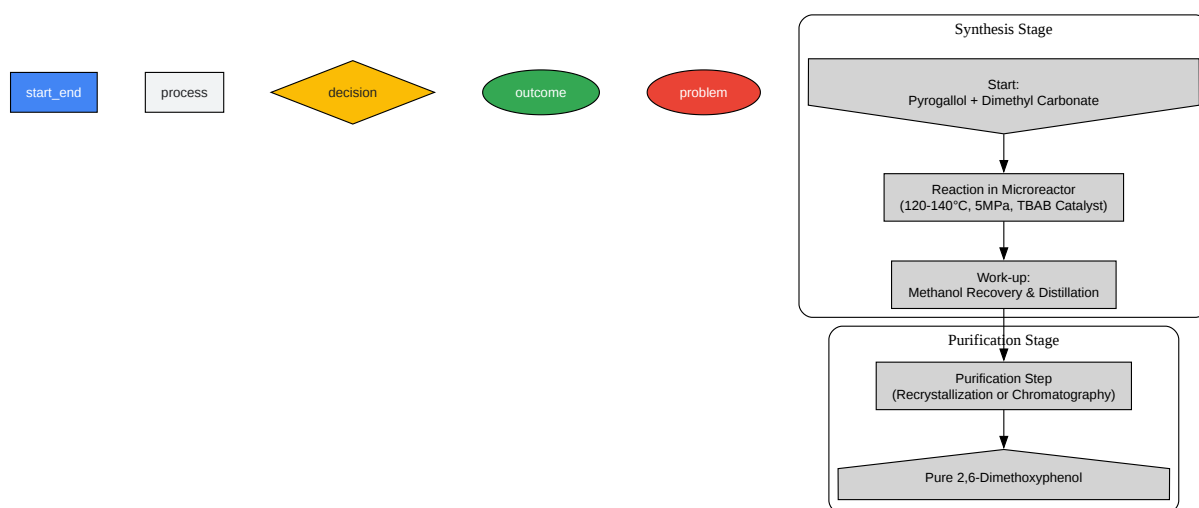 start_end
process
decision
outcome
problem
Synthesis Stage
Start:
Pyrogallol + Dimethyl Carbonate
Reaction in Microreactor
(120-140°C, 5MPa, TBAB Catalyst)
Work-up:
Methanol Recovery & Distillation
Purification Stage
Purification Step
(Recrystallization or Chromatography)
Pure 2,6-Dimethoxyphenol